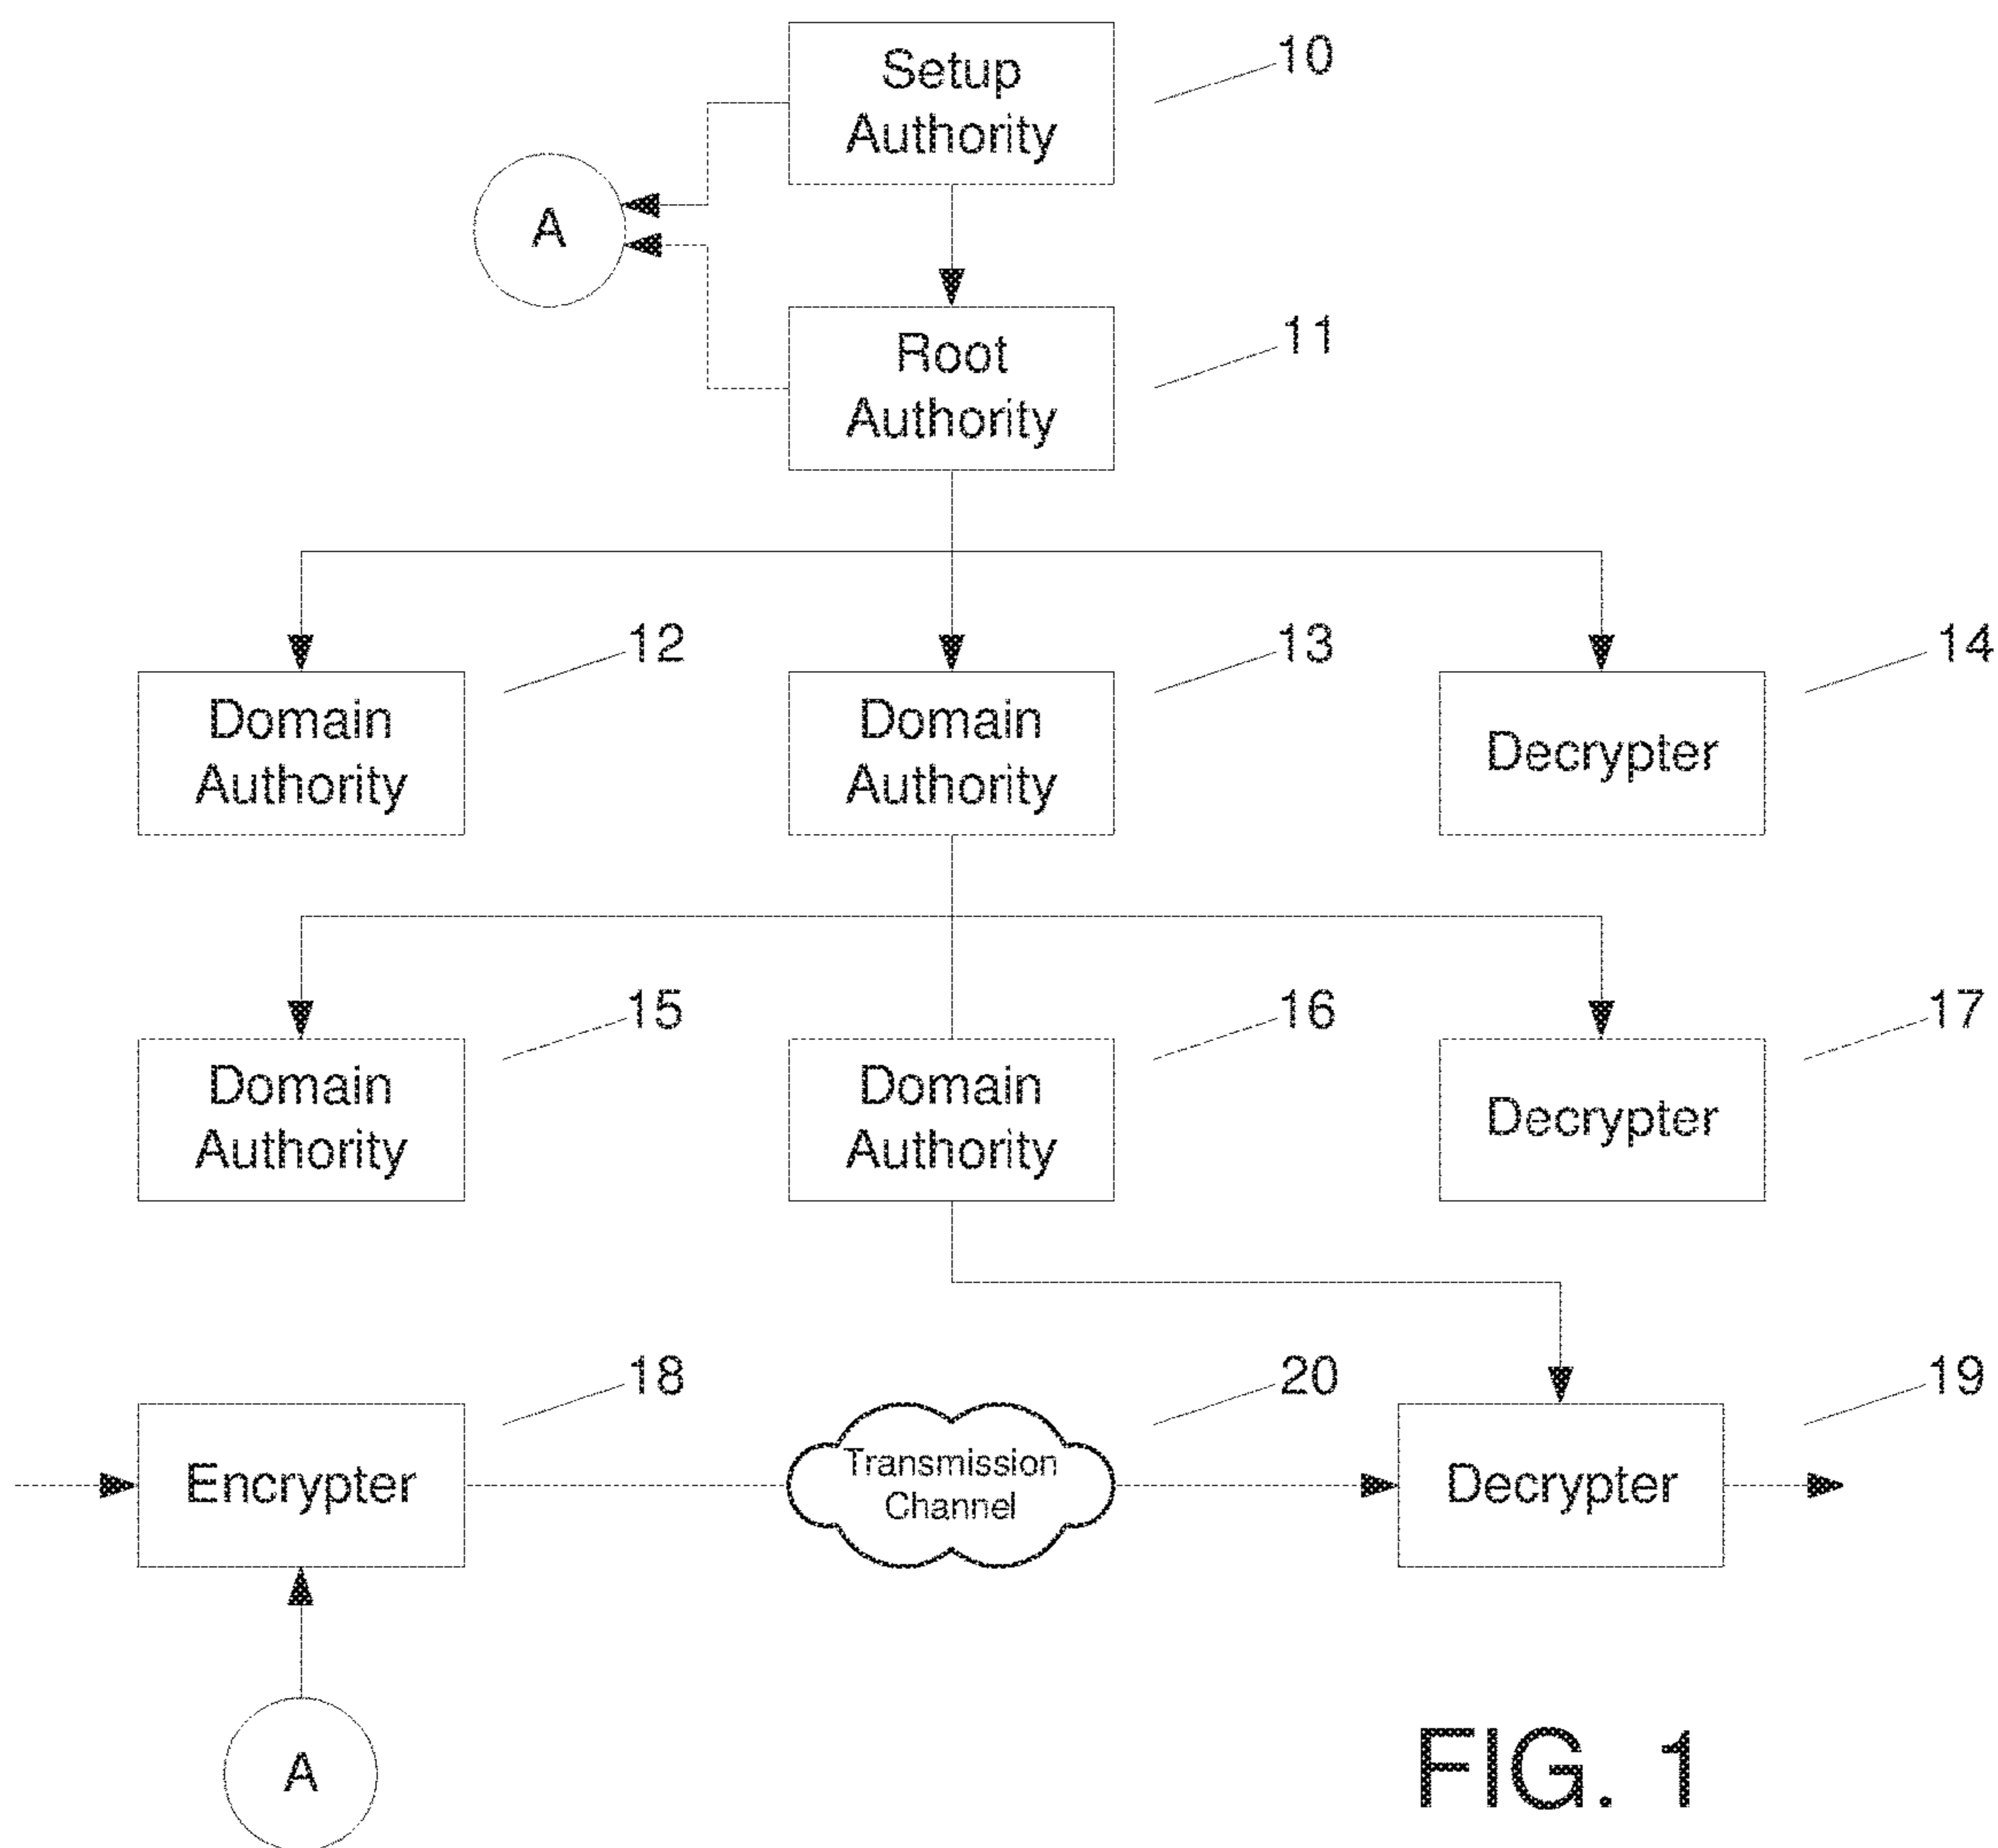 Setup
Authority
10
A
Root
Authority
11
12
13
14
Domain
Authority
Domain
Authority
Decrypter
15
16
17
Domain
Authority
Domain
Authority
Decrypter
18
20
19
Encrypter
Transmission
Channel
Decrypter
A
FIG. 1